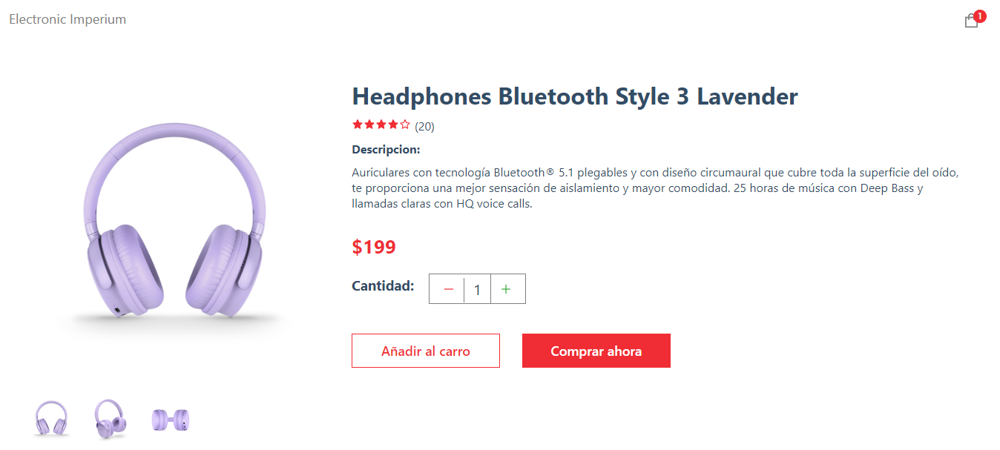 Electronic Imperium
1
Headphones Bluetooth Style 3 Lavender
(20)
Descripcion:
Auriculares con tecnología Bluetooth® 5.1 plegables y con diseño circumaural que cubre toda la superficie del oído,
te proporciona una mejor sensación de aislamiento y mayor comodidad. 25 horas de música con Deep Bass y
llamadas claras con HQ voice calls.
$199
Cantidad:
− 1 +
Añadir al carro
Comprar ahora